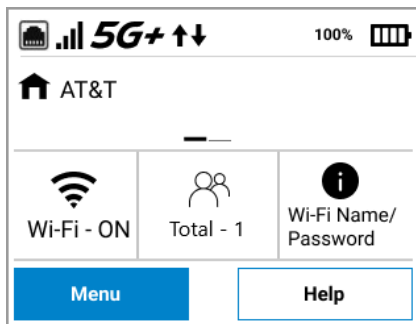 5G+ 100%
AT&T
Wi-Fi - ON
Total - 1
Wi-Fi Name/
Password
Menu
Help